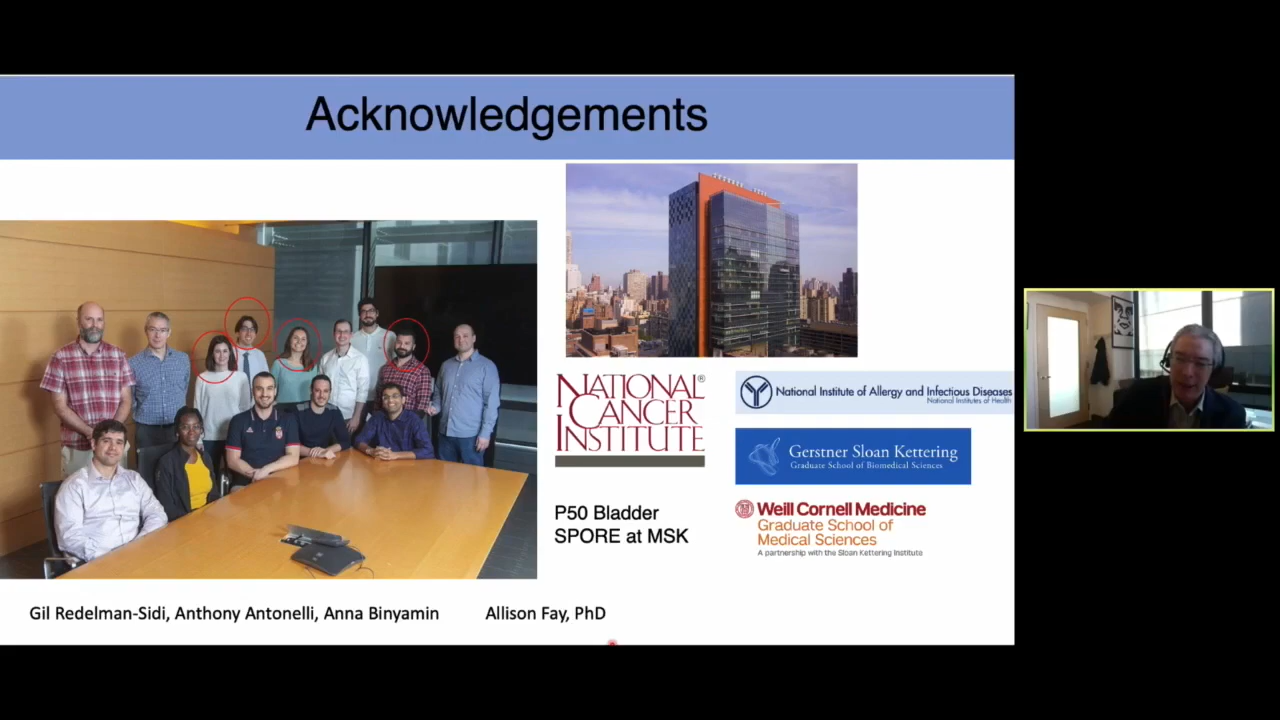 Acknowledgements
NATIONAL®
CANCER
INSTITUTE
National Institute of Allergy and Infectious Diseases
National Institutes of Health
Gerstner Sloan Kettering
Graduate School of Biomedical Sciences
P50 Bladder
SPORE at MSK
Weill Cornell Medicine
Graduate School of
Medical Sciences
A partnership with the Sloan Kettering Institute
Gil Redelman-Sidi, Anthony Antonelli, Anna Binyamin
Allison Fay, PhD